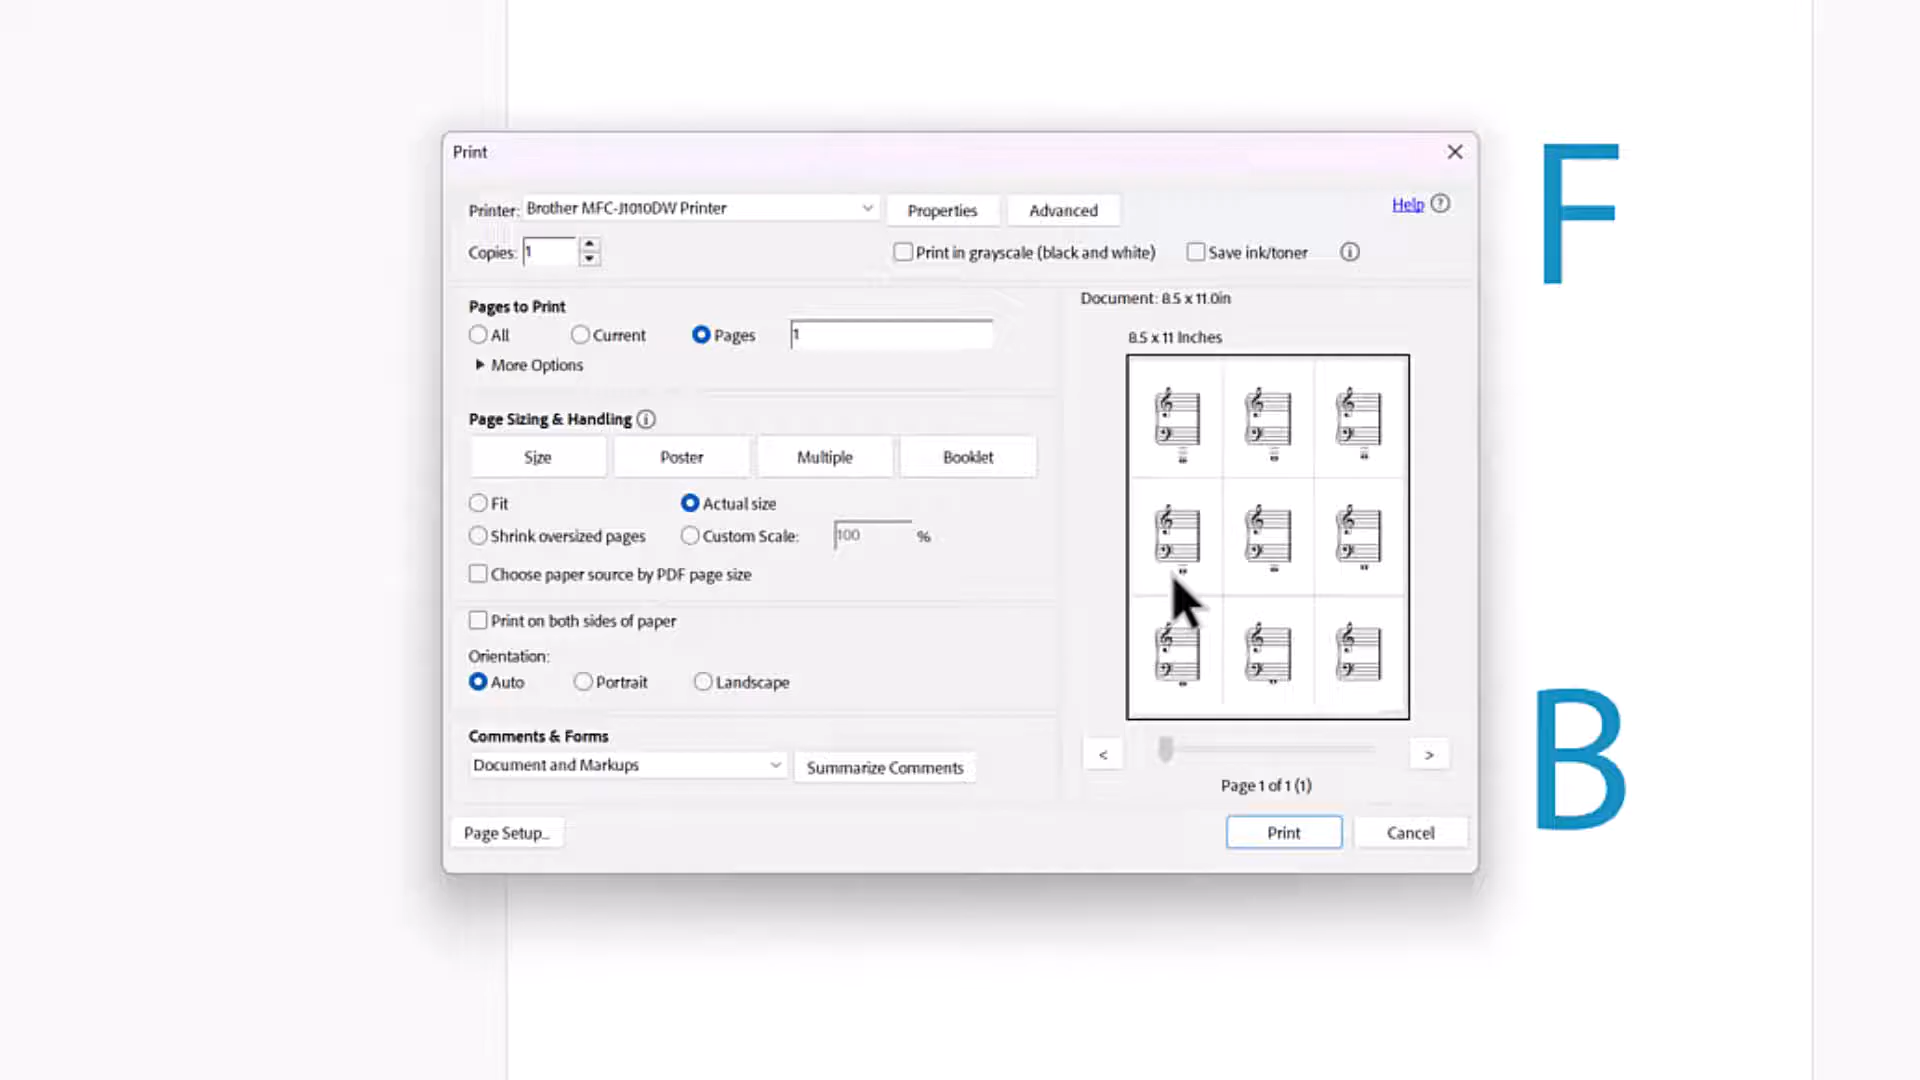 Print
Printer: Brother MFC-J1010DW Printer Properties Advanced Help ?
Copies: 1 Print in grayscale (black and white) Save ink/toner
Pages to Print
All Current Pages 1
More Options
Page Sizing & Handling
Size Poster Multiple Booklet
Fit Actual size
Shrink oversized pages Custom Scale: 100 %
Choose paper source by PDF page size
Print on both sides of paper
Orientation:
Auto Portrait Landscape
Comments & Forms
Document and Markups Summarize Comments
Document: 8.5 x 11.0in
8.5 x 11 Inches
< >
Page 1 of 1 (1)
Page Setup... Print Cancel
F
B